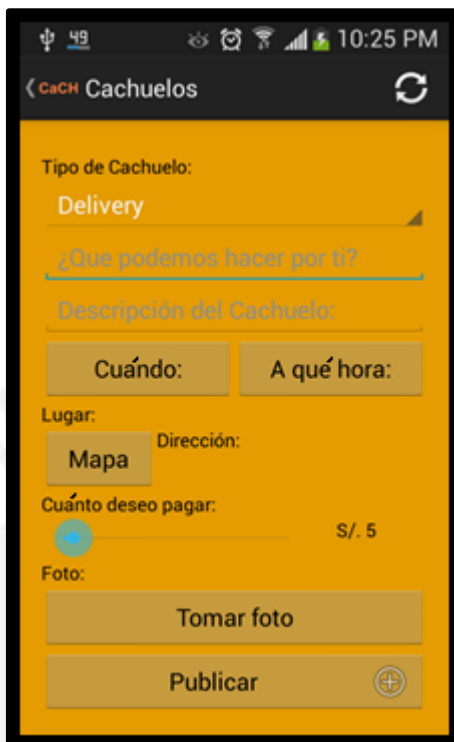 49 10:25 PM
CaCH Cachuelos
Tipo de Cachuelo:
Delivery
¿Que podemos hacer por ti?
Descripción del Cachuelo:
Cuándo: A qué hora:
Lugar:
Mapa Dirección:
Cuánto deseo pagar:
S/. 5
Foto:
Tomar foto
Publicar